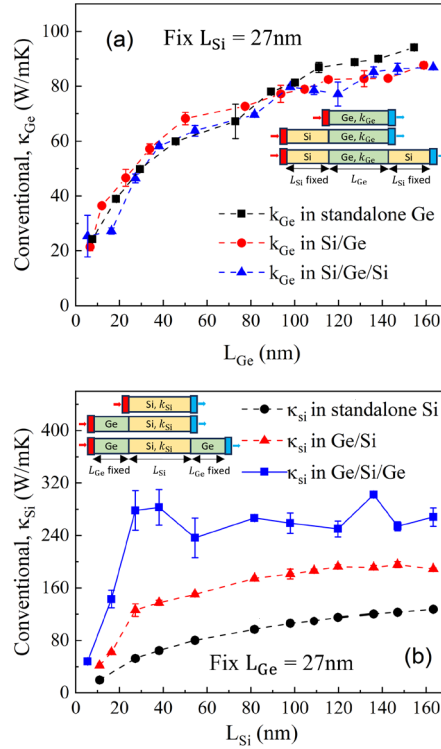 (a)
Fix L_Si = 27nm
Conventional, κ_Ge (W/mK)
100
80
60
40
20
0
Ge, k_Ge
Si
Ge, k_Ge
Si
Ge, k_Ge
Si
L_Si fixed
L_Ge
L_Si fixed
k_Ge in standalone Ge
k_Ge in Si/Ge
k_Ge in Si/Ge/Si
0 20 40 60 80 100 120 140 160
L_Ge (nm)
Conventional, κ_Si (W/mK)
400
320
240
160
80
0
Si, k_Si
Ge
Si, k_Si
Ge
Si, k_Si
Ge
L_Ge fixed
L_Si
L_Ge fixed
κ_si in standalone Si
κ_si in Ge/Si
κ_si in Ge/Si/Ge
Fix L_Ge = 27nm
(b)
0 20 40 60 80 100 120 140 160
L_Si (nm)